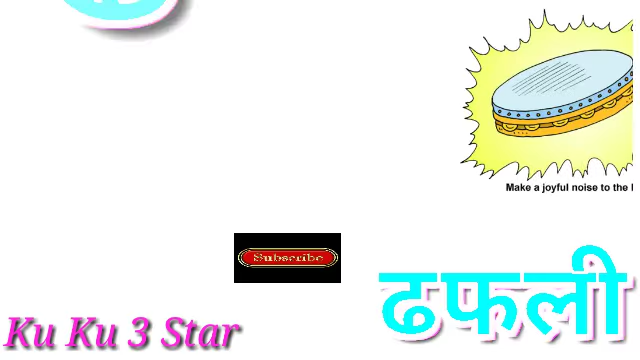 Make a joyful noise to the
Subscribe
ढफली
Ku Ku 3 Star